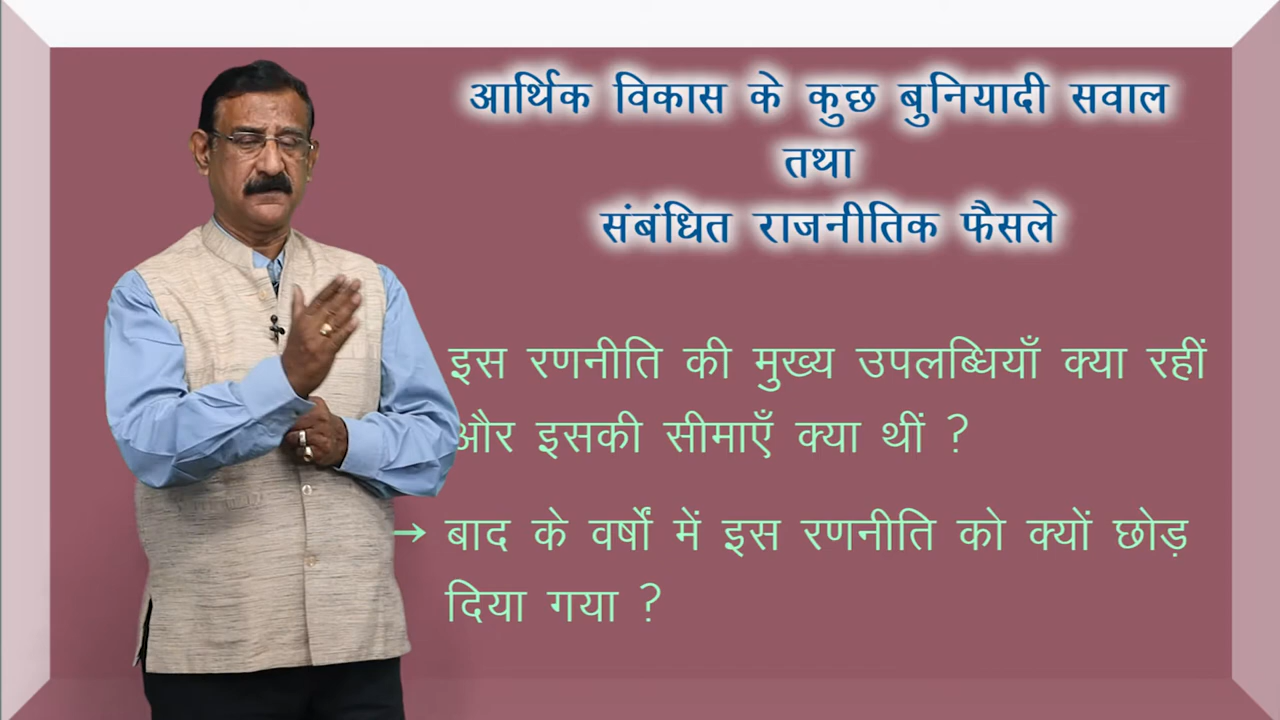 आर्थिक विकास के कुछ बुनियादी सवाल
तथा
संबंधित राजनीतिक फैसले
इस रणनीति की मुख्य उपलब्धियाँ क्या रहीं
और इसकी सीमाएँ क्या थीं ?
→ बाद के वर्षों में इस रणनीति को क्यों छोड़
दिया गया ?